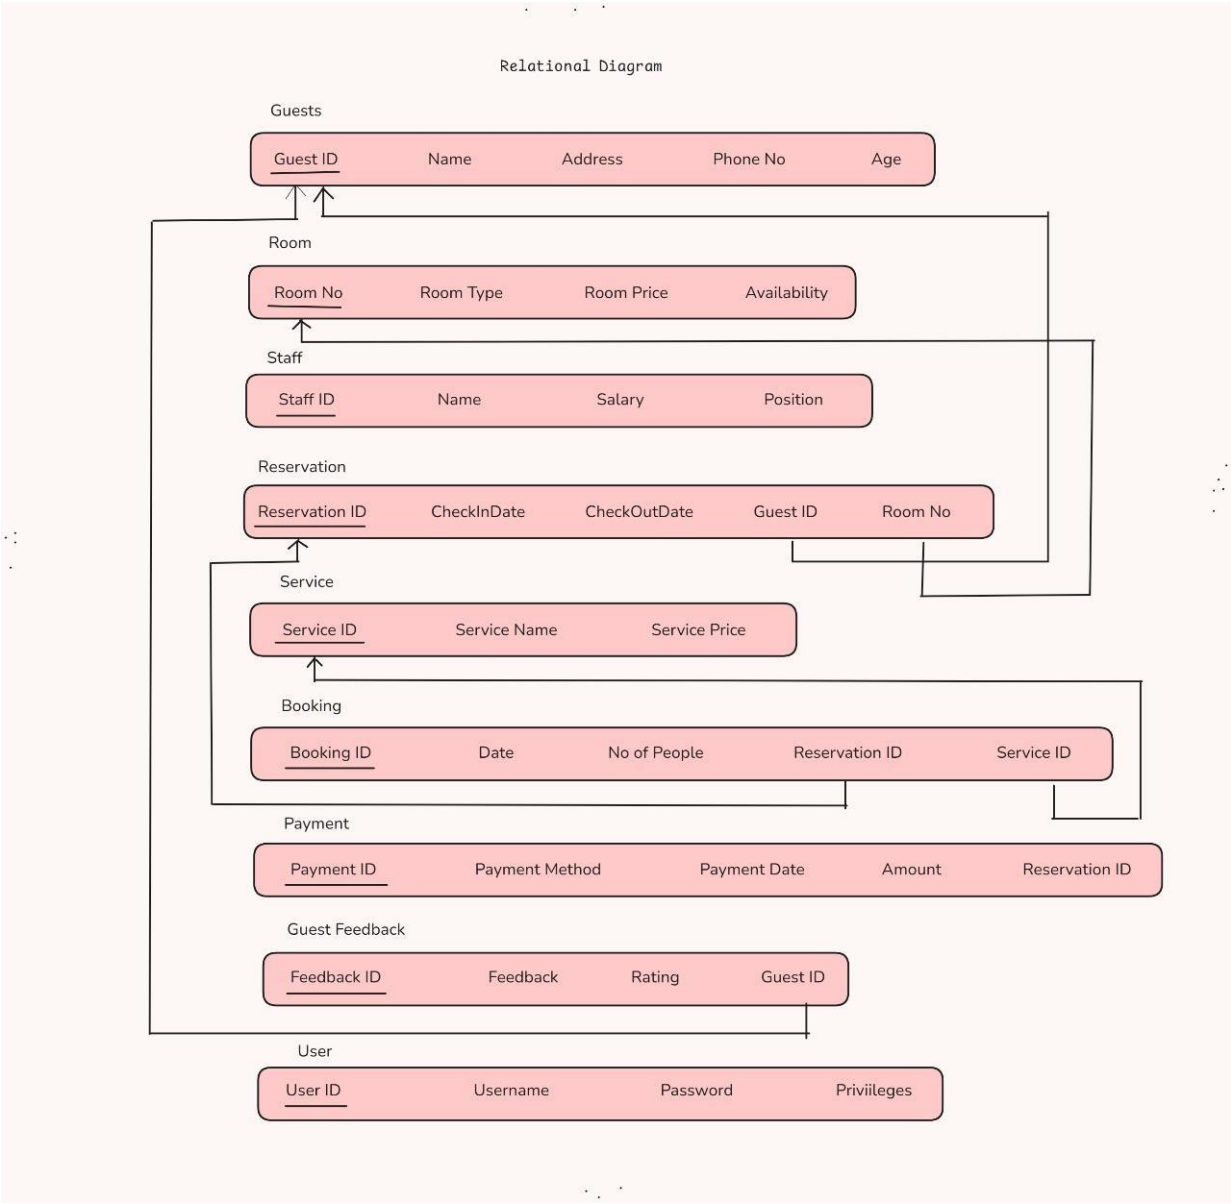 Relational Diagram
Guests
Guest ID Name Address Phone No Age
Room
Room No Room Type Room Price Availability
Staff
Staff ID Name Salary Position
Reservation
Reservation ID CheckInDate CheckOutDate Guest ID Room No
Service
Service ID Service Name Service Price
Booking
Booking ID Date No of People Reservation ID Service ID
Payment
Payment ID Payment Method Payment Date Amount Reservation ID
Guest Feedback
Feedback ID Feedback Rating Guest ID
User
User ID Username Password Priviileges